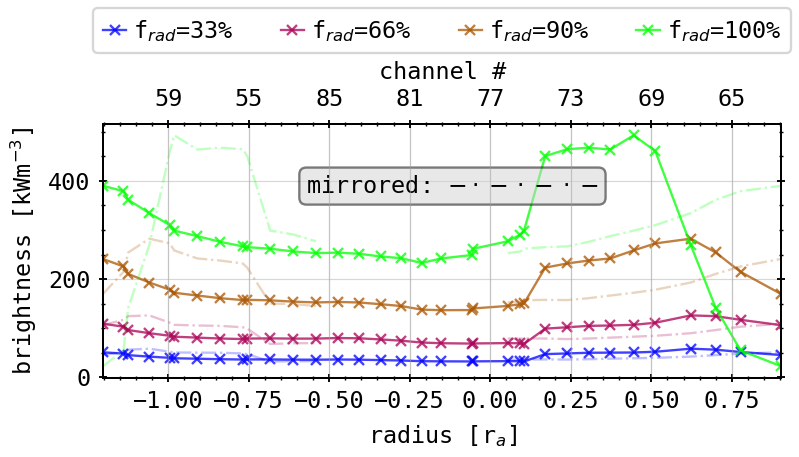 f_rad=33% f_rad=66% f_rad=90% f_rad=100%
channel #
59 55 85 81 77 73 69 65
brightness [kWm⁻³]
400
200
0
mirrored: — · — · — · —
−1.00 −0.75 −0.50 −0.25 0.00 0.25 0.50 0.75
radius [r_a]